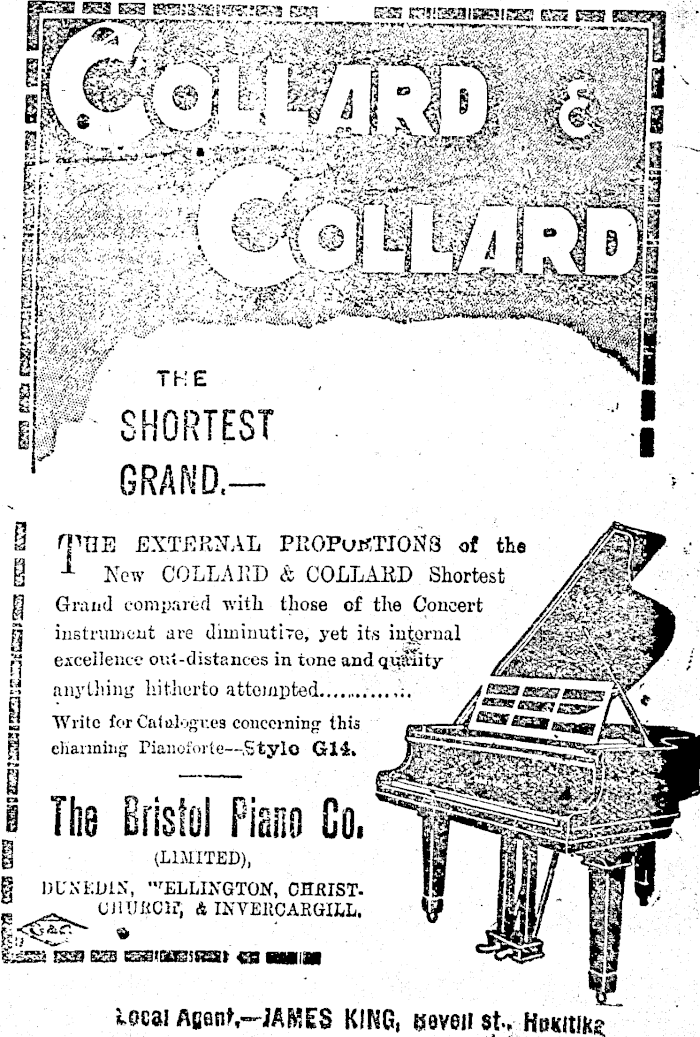 COLLARD &
COLLARD
THE
SHORTEST
GRAND.—
THE EXTERNAL PROPORTIONS of the
New COLLARD & COLLARD Shortest
Grand compared with those of the Concert
instrument are diminutive, yet its internal
excellence out-distances in tone and quality
anything hitherto attempted............
Write for Catalogues concerning this
charming Pianoforte—Style G14.
The Bristol Piano Co.
(LIMITED),
DUNEDIN, WELLINGTON, CHRIST-
CHURCH, & INVERCARGILL.
Local Agent,—JAMES KING, Revell st., Hokitika